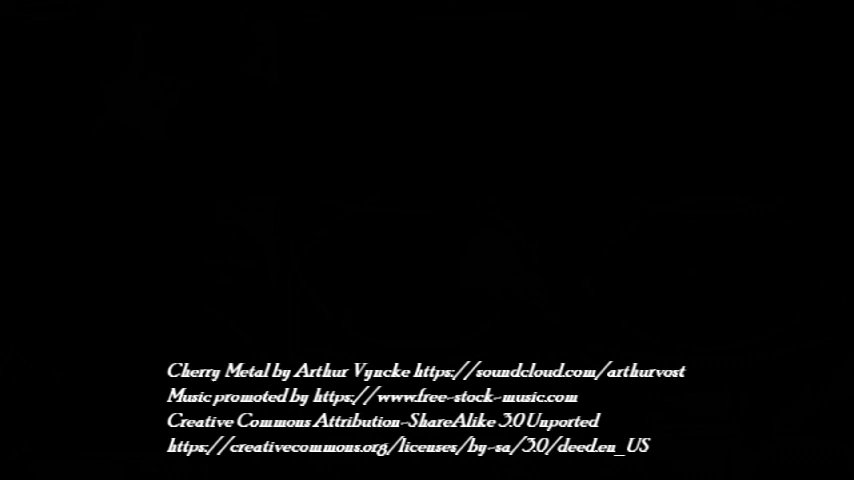 Cherry Metal by Arthur Vyncke https://soundcloud.com/arthurvost
Music promoted by https://www.free-stock-music.com
Creative Commons Attribution-ShareAlike 3.0 Unported
https://creativecommons.org/licenses/by-sa/3.0/deed.en_US